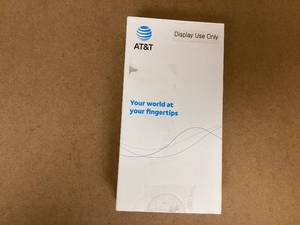 Display Use Only
AT&T
Your world at
your fingertips